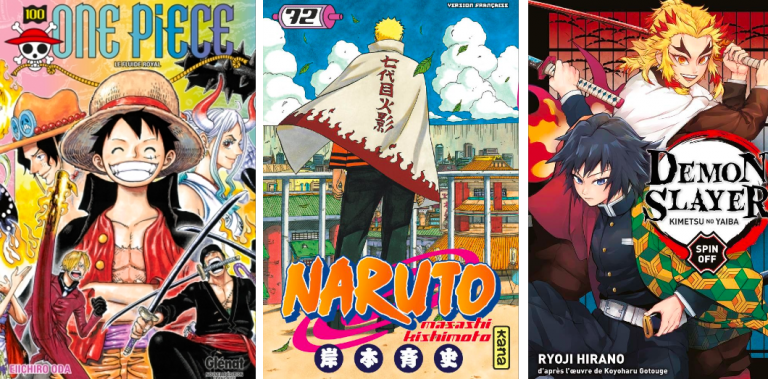 100
ONE PIECE
LE FLUIDE ROYAL
EIICHIRO ODA
Glénat
72
VERSION FRANÇAISE
七代目火影
NARUTO
masashi
kishimoto
岸本斉史
kana
DEMON
SLAYER
KIMETSU NO YAIBA
SPIN
OFF
RYOJI HIRANO
d'après l'œuvre de Koyoharu Gotouge